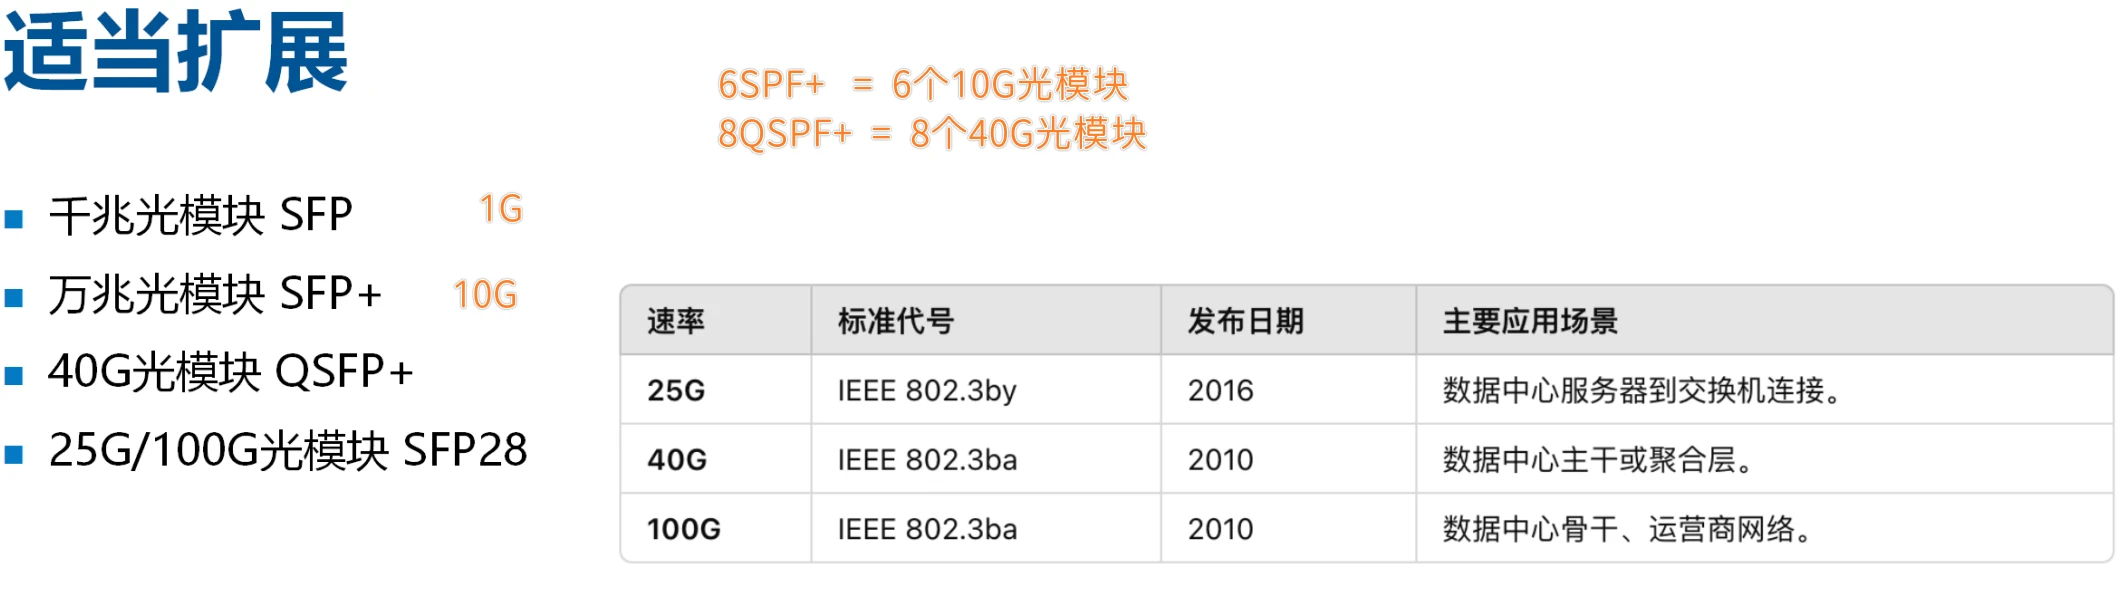 适当扩展
6SPF+ = 6个10G光模块
8QSPF+ = 8个40G光模块
千兆光模块 SFP 1G
万兆光模块 SFP+ 10G
40G光模块 QSFP+
25G/100G光模块 SFP28
速率 标准代号 发布日期 主要应用场景
25G IEEE 802.3by 2016 数据中心服务器到交换机连接。
40G IEEE 802.3ba 2010 数据中心主干或聚合层。
100G IEEE 802.3ba 2010 数据中心骨干、运营商网络。